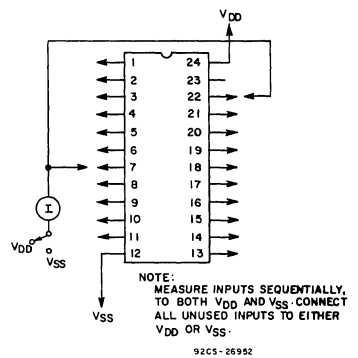 VDD
1 24
2 23
3 22
4 21
5 20
6 19
7 18
8 17
9 16
10 15
11 14
12 13
I
VDD
VSS
VSS
NOTE:
MEASURE INPUTS SEQUENTIALLY,
TO BOTH VDD AND VSS. CONNECT
ALL UNUSED INPUTS TO EITHER
VDD OR VSS.
92CS-26952